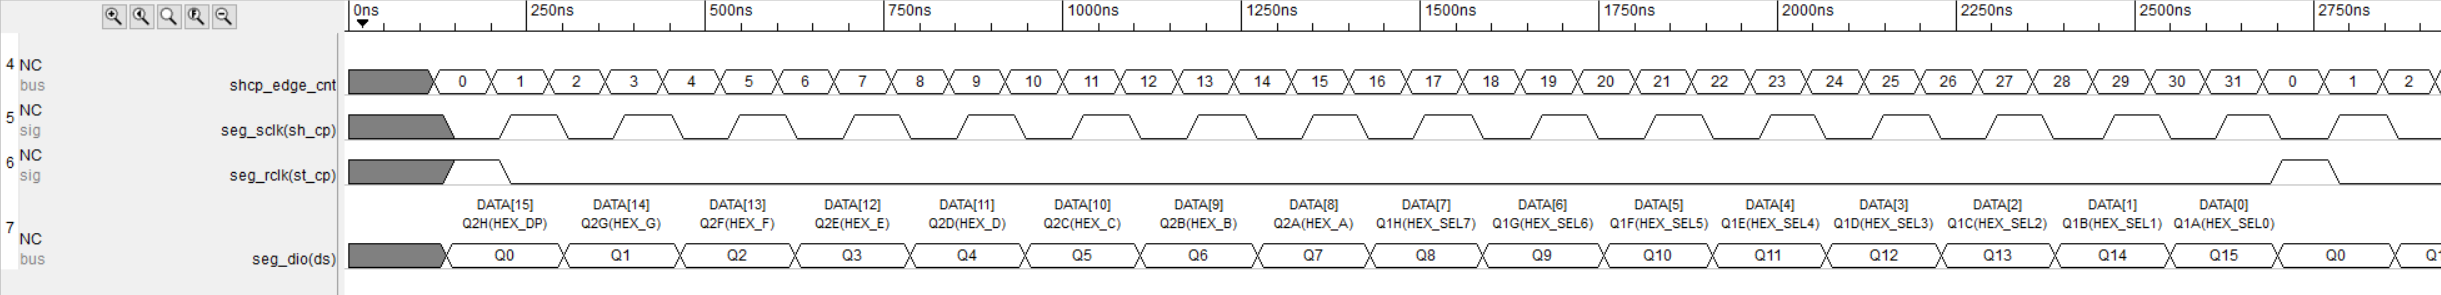 0ns 250ns 500ns 750ns 1000ns 1250ns 1500ns 1750ns 2000ns 2250ns 2500ns 2750ns
4 NC
bus shcp_edge_cnt 0 1 2 3 4 5 6 7 8 9 10 11 12 13 14 15 16 17 18 19 20 21 22 23 24 25 26 27 28 29 30 31 0 1 2
5 NC
sig seg_sclk(sh_cp)
6 NC
sig seg_rclk(st_cp)
DATA[15] DATA[14] DATA[13] DATA[12] DATA[11] DATA[10] DATA[9] DATA[8] DATA[7] DATA[6] DATA[5] DATA[4] DATA[3] DATA[2] DATA[1] DATA[0]
Q2H(HEX_DP) Q2G(HEX_G) Q2F(HEX_F) Q2E(HEX_E) Q2D(HEX_D) Q2C(HEX_C) Q2B(HEX_B) Q2A(HEX_A) Q1H(HEX_SEL7) Q1G(HEX_SEL6) Q1F(HEX_SEL5) Q1E(HEX_SEL4) Q1D(HEX_SEL3) Q1C(HEX_SEL2) Q1B(HEX_SEL1) Q1A(HEX_SEL0)
7 NC
bus seg_dio(ds) Q0 Q1 Q2 Q3 Q4 Q5 Q6 Q7 Q8 Q9 Q10 Q11 Q12 Q13 Q14 Q15 Q0